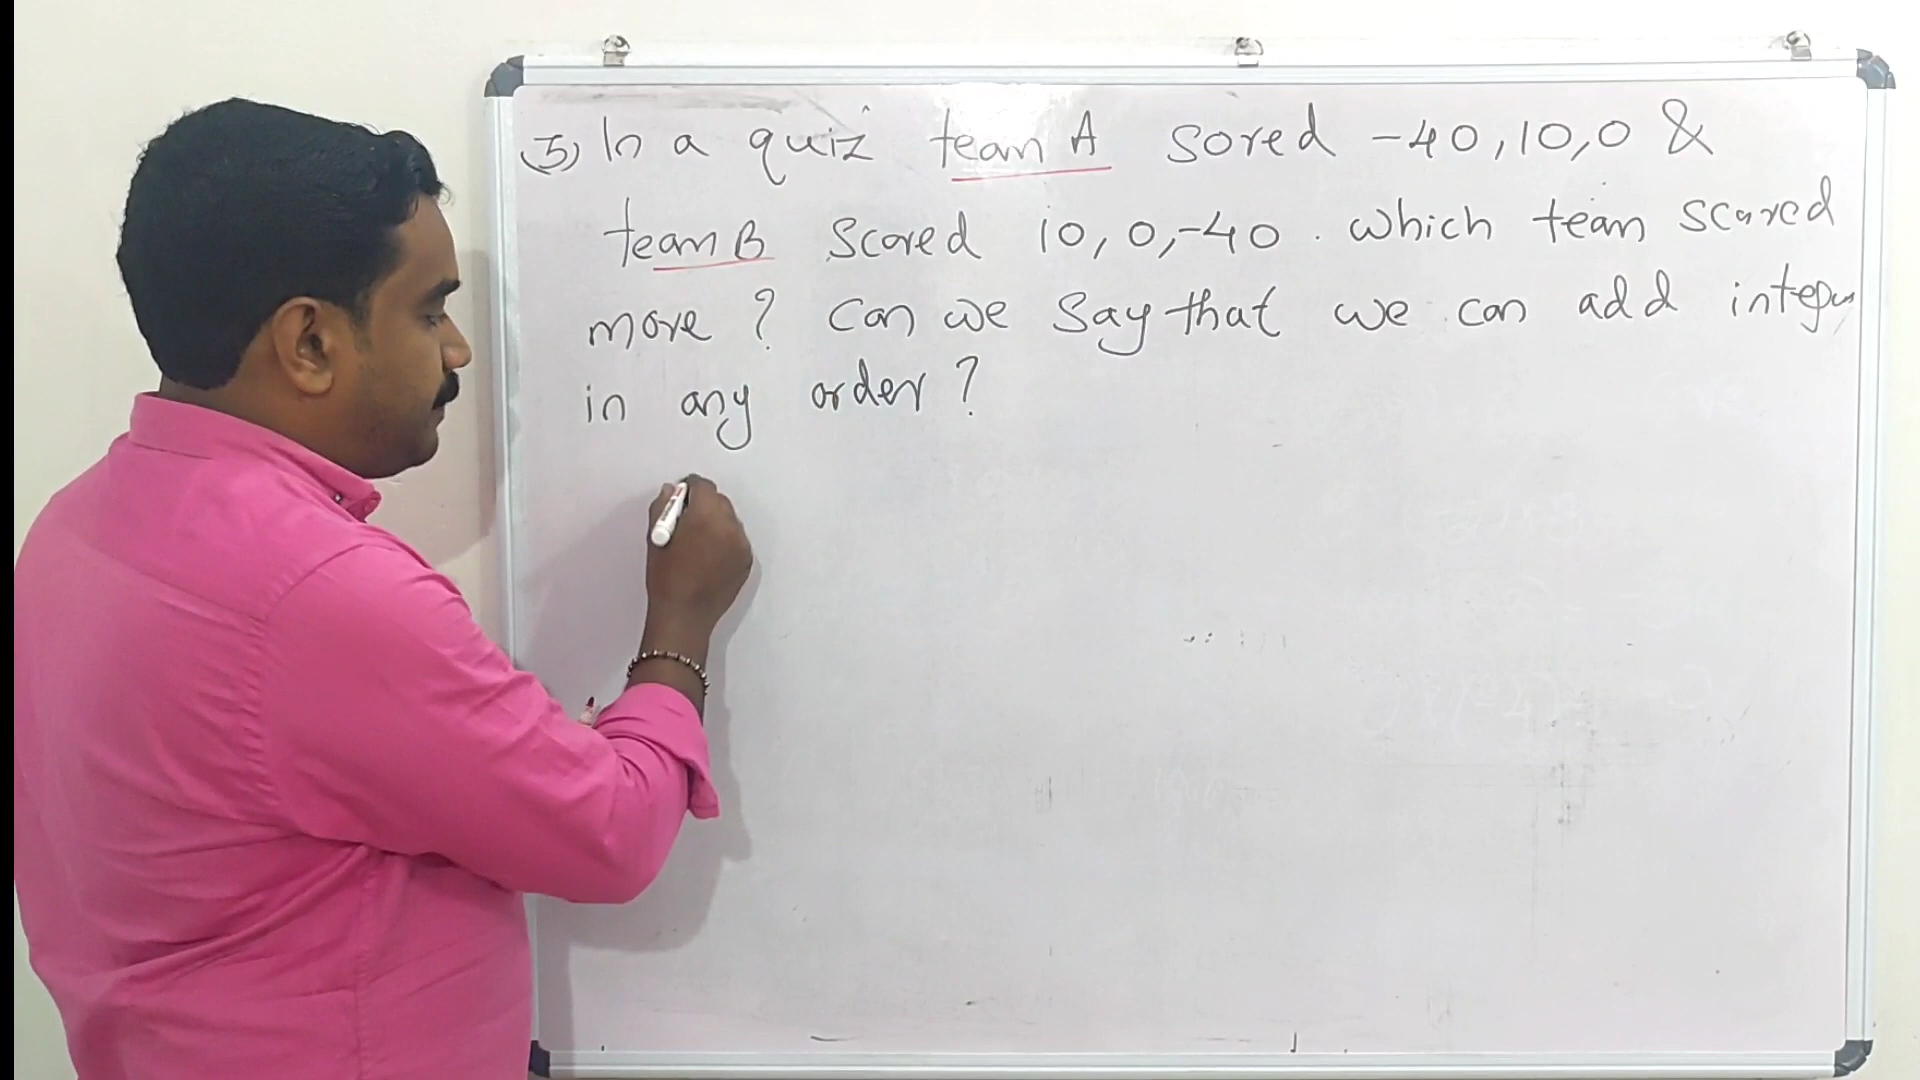 (5) In a quiz team A sored -40,10,0 &
team B Scored 10, 0,-40. which team scored
more? Can we say that we can add integers
in any order?